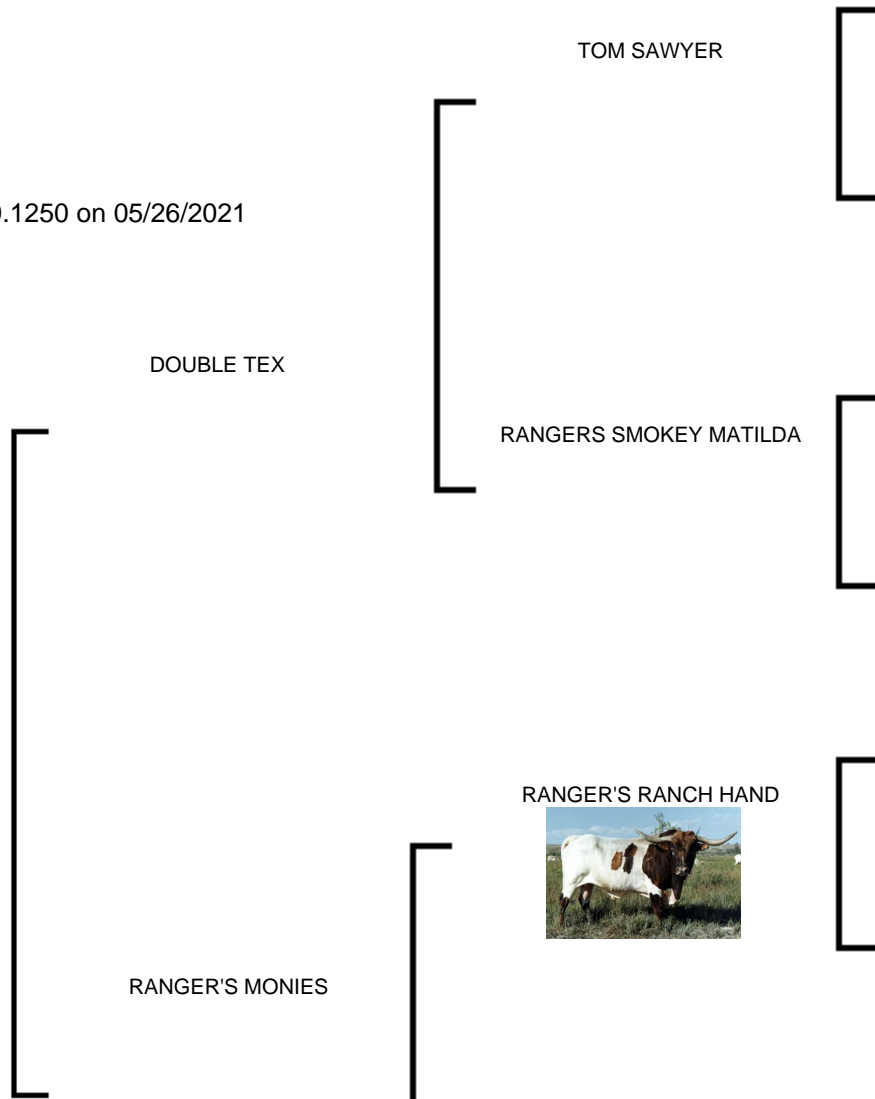 TOM SAWYER
.1250 on 05/26/2021
DOUBLE TEX
RANGERS SMOKEY MATILDA
RANGER'S RANCH HAND
RANGER'S MONIES